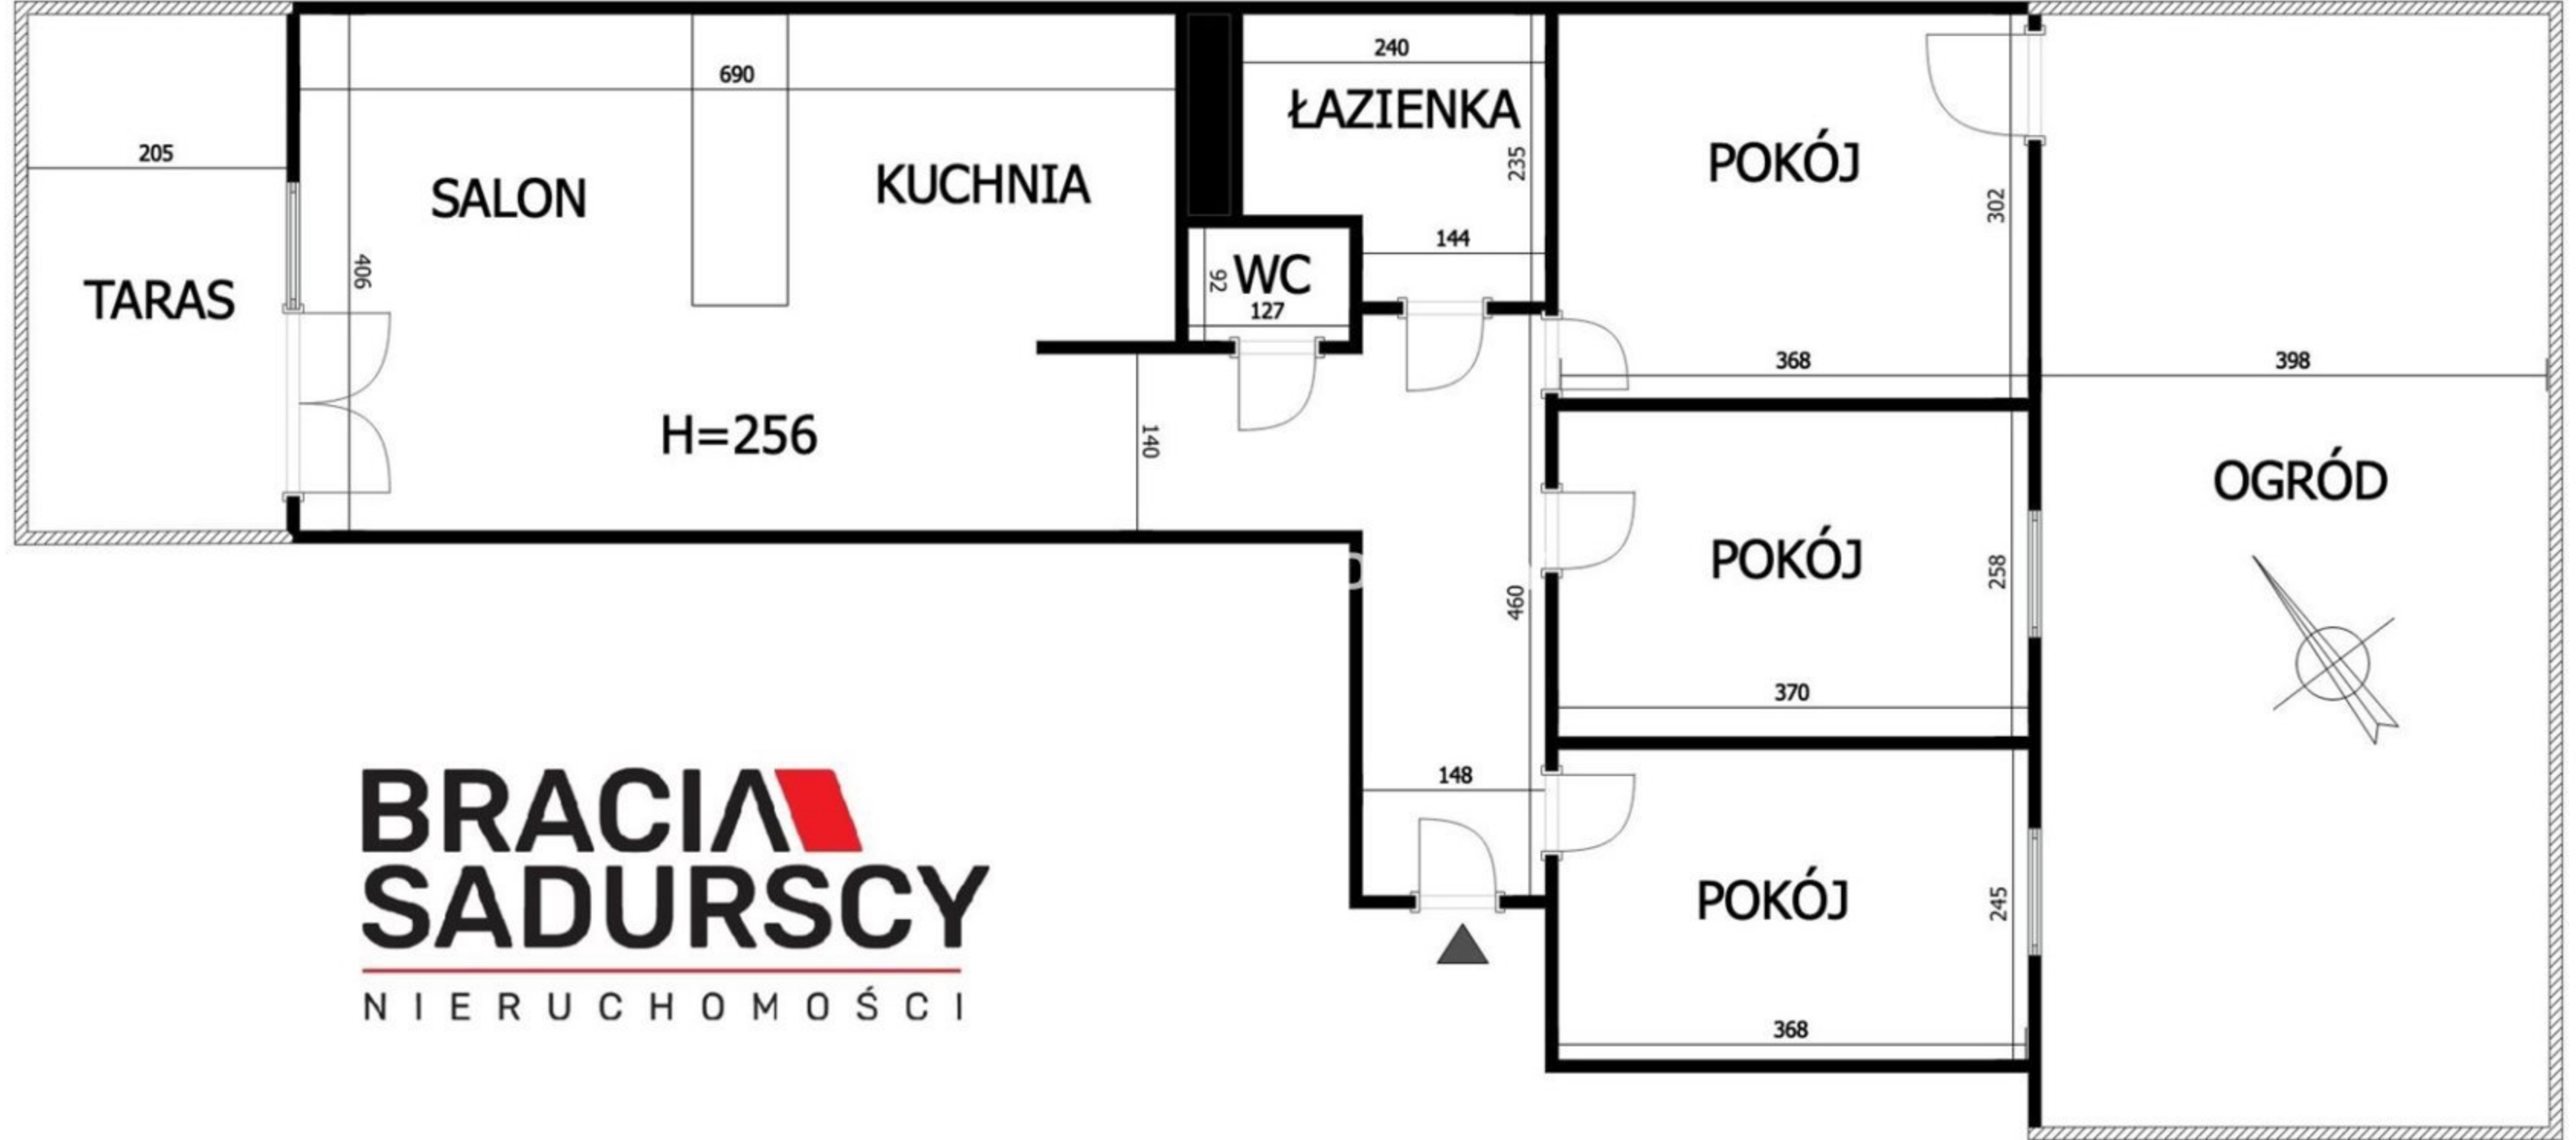 240
690
ŁAZIENKA
205
SALON
KUCHNIA
235
POKÓJ
302
144
406
92
WC
127
TARAS
368
398
H=256
140
OGRÓD
POKÓJ
258
460
370
148
BRACIA
SADURSCY
NIERUCHOMOŚCI
POKÓJ
245
368